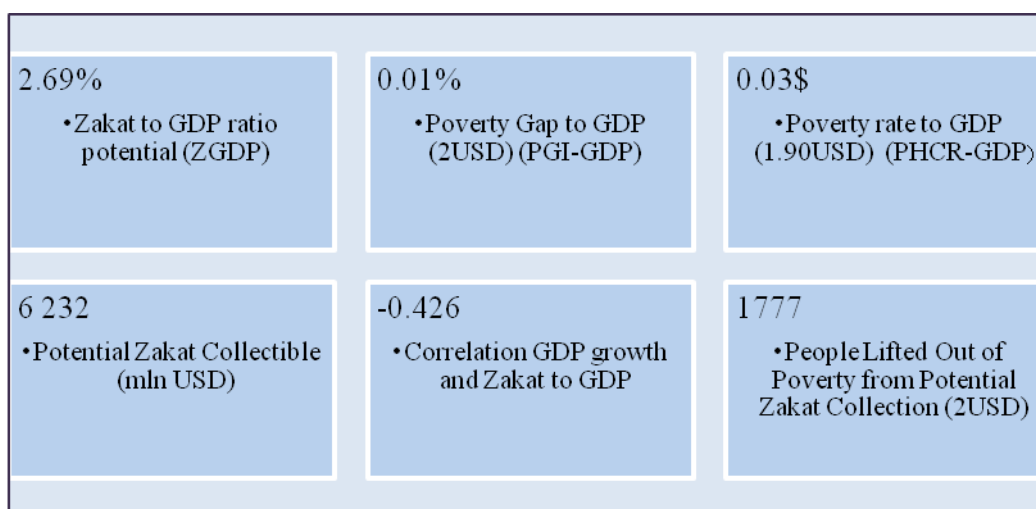 2.69%
•Zakat to GDP ratio
potential (ZGDP)
0.01%
•Poverty Gap to GDP
(2USD) (PGI-GDP)
0.03$
•Poverty rate to GDP
(1.90USD) (PHCR-GDP)
6 232
•Potential Zakat Collectible
(mln USD)
-0.426
•Correlation GDP growth
and Zakat to GDP
1777
•People Lifted Out of
Poverty from Potential
Zakat Collection (2USD)